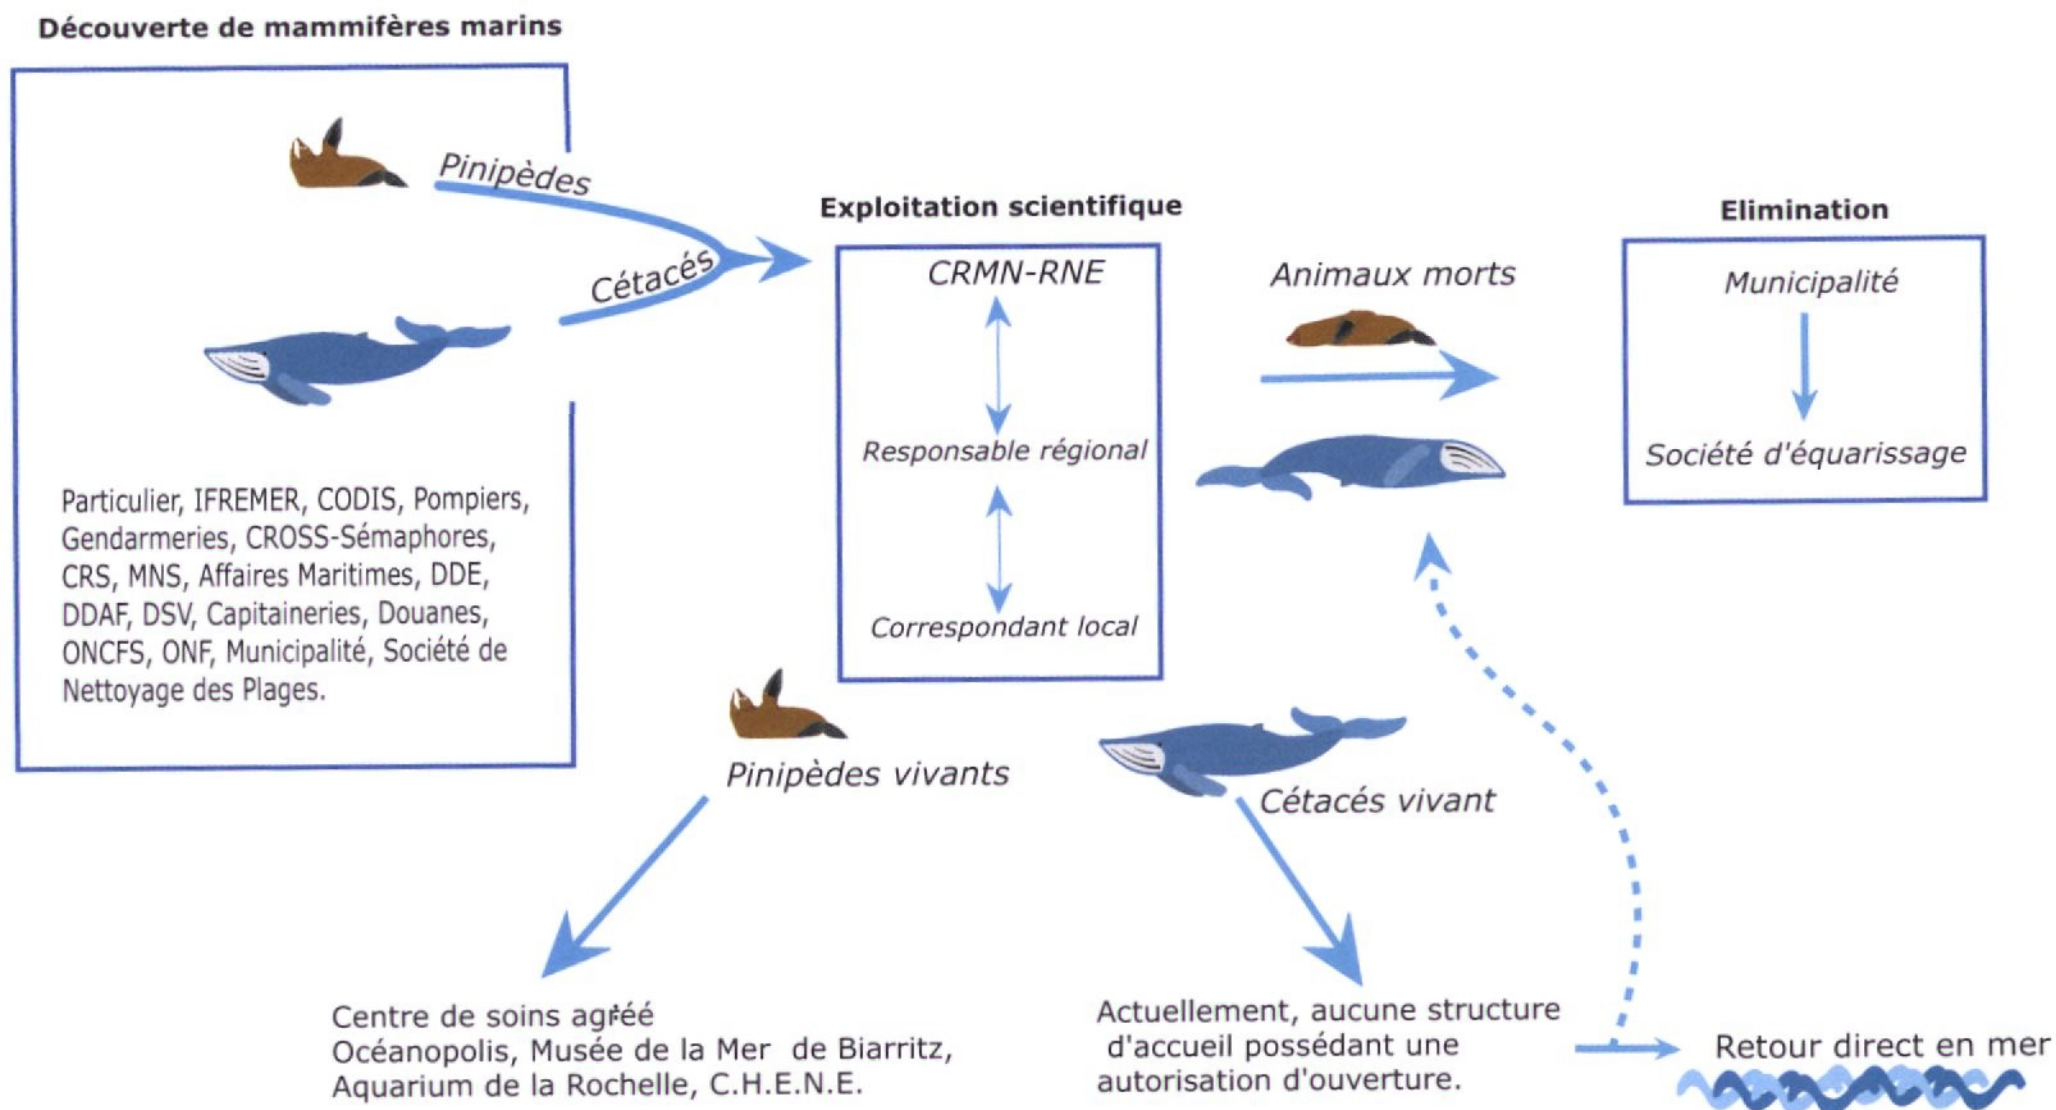 Découverte de mammifères marins
Pinipèdes
Cétacés
Particulier, IFREMER, CODIS, Pompiers,
Gendarmeries, CROSS-Sémaphores,
CRS, MNS, Affaires Maritimes, DDE,
DDAF, DSV, Capitaineries, Douanes,
ONCFS, ONF, Municipalité, Société de
Nettoyage des Plages.
Exploitation scientifique
CRMN-RNE
Responsable régional
Correspondant local
Animaux morts
Elimination
Municipalité
Société d'équarissage
Pinipèdes vivants
Cétacés vivant
Centre de soins agréé
Océanopolis, Musée de la Mer de Biarritz,
Aquarium de la Rochelle, C.H.E.N.E.
Actuellement, aucune structure
d'accueil possédant une
autorisation d'ouverture.
Retour direct en mer